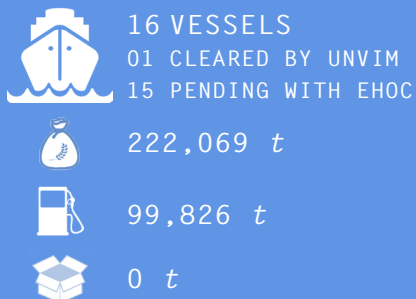 16 VESSELS
01 CLEARED BY UNVIM
15 PENDING WITH EHOC
222,069 t
99,826 t
0 t